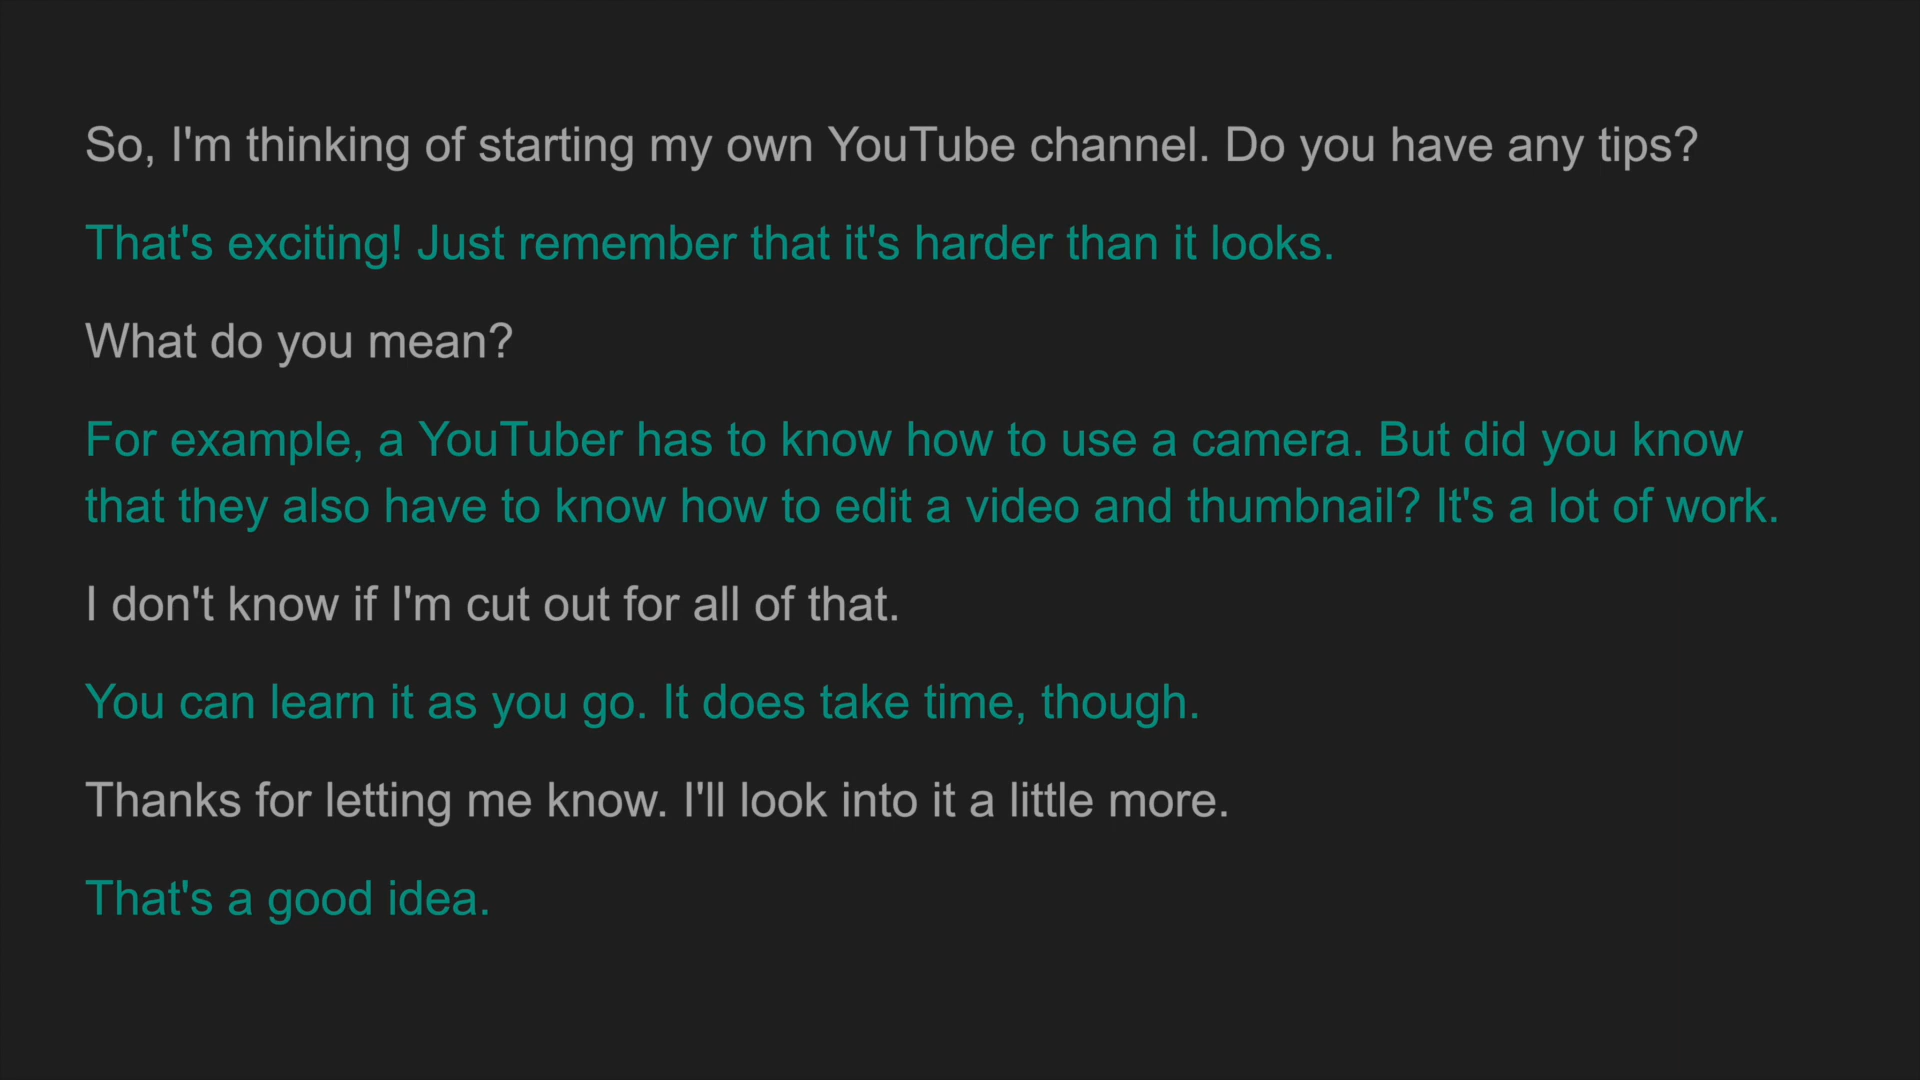 So, I'm thinking of starting my own YouTube channel. Do you have any tips?
That's exciting! Just remember that it's harder than it looks.
What do you mean?
For example, a YouTuber has to know how to use a camera. But did you know
that they also have to know how to edit a video and thumbnail? It's a lot of work.
I don't know if I'm cut out for all of that.
You can learn it as you go. It does take time, though.
Thanks for letting me know. I'll look into it a little more.
That's a good idea.